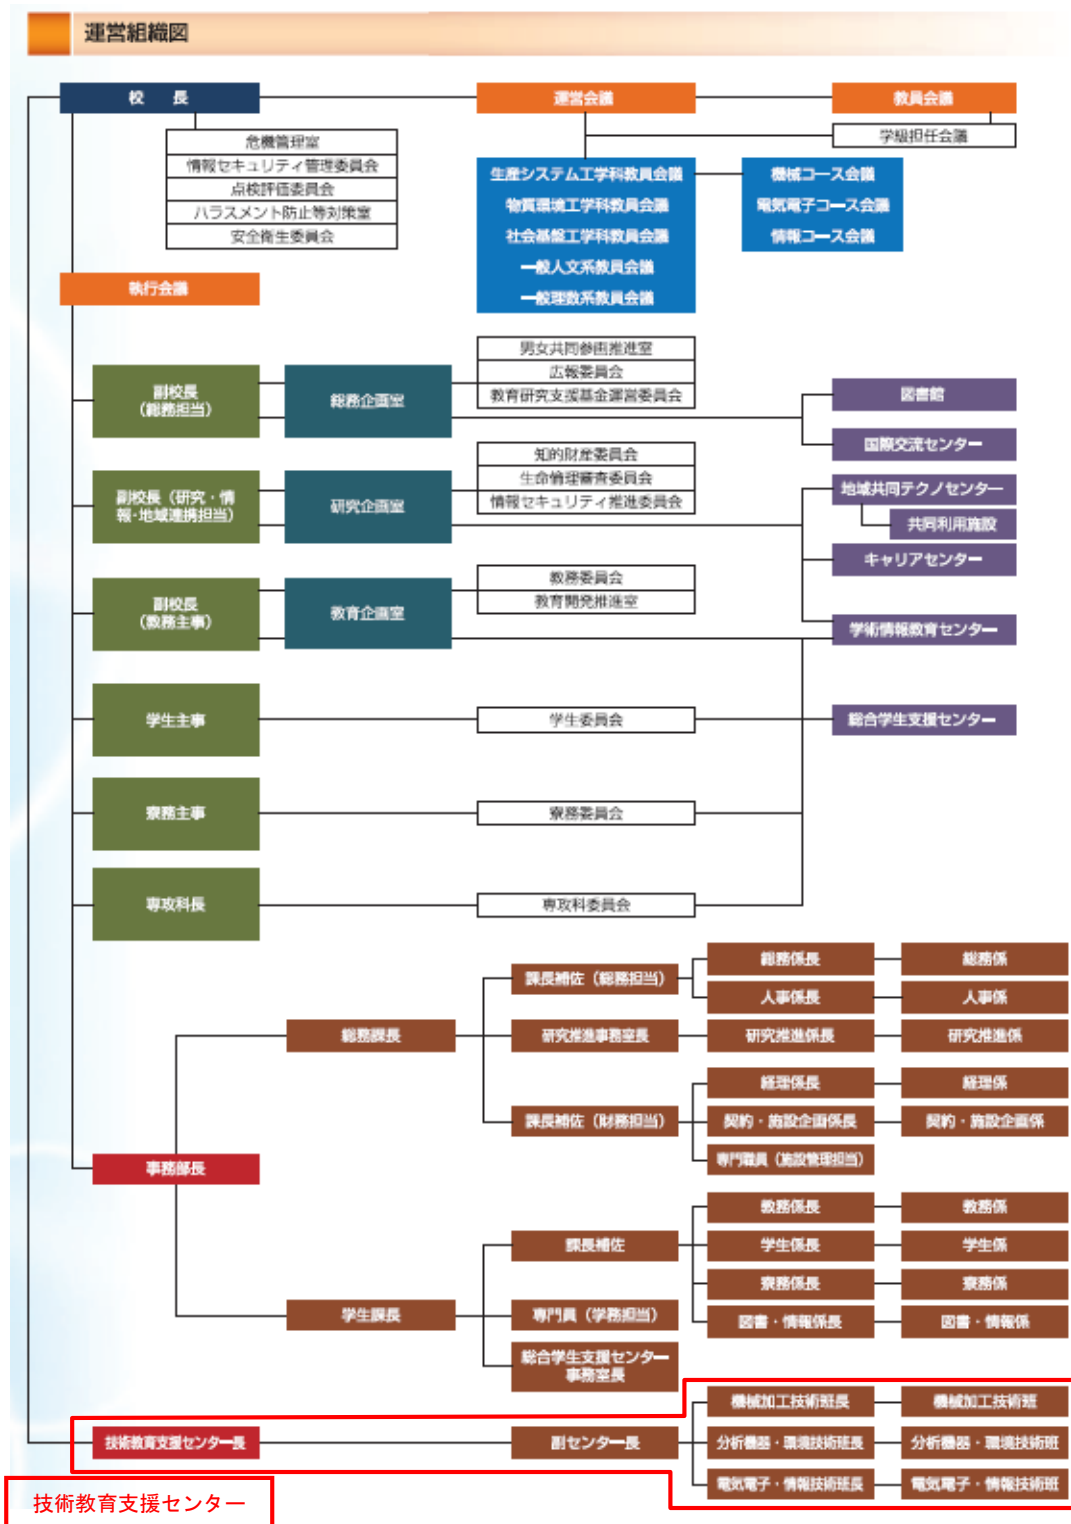 運営組織図
校　長
運営会議
教員会議
学級担任会議
危機管理室
情報セキュリティ管理委員会
点検評価委員会
ハラスメント防止等対策室
安全衛生委員会
生産システム工学科教員会議
物質環境工学科教員会議
社会基盤工学科教員会議
一般人文系教員会議
一般理数系教員会議
機械コース会議
電気電子コース会議
情報コース会議
執行会議
副校長
（総務担当）
総務企画室
男女共同参画推進室
広報委員会
教育研究支援基金運営委員会
図書館
国際交流センター
副校長（研究・情
報・地域連携担当）
研究企画室
知的財産委員会
生命倫理審査委員会
情報セキュリティ推進委員会
地域共同テクノセンター
共同利用施設
キャリアセンター
副校長
（教務主事）
教育企画室
教務委員会
教育開発推進室
学術情報教育センター
学生主事
学生委員会
総合学生支援センター
寮務主事
寮務委員会
専攻科長
専攻科委員会
事務部長
総務課長
課長補佐（総務担当）
総務係長
総務係
人事係長
人事係
研究推進事務室長
研究推進係長
研究推進係
課長補佐（財務担当）
経理係長
経理係
契約・施設企画係長
契約・施設企画係
専門職員（施設管理担当）
学生課長
課長補佐
教務係長
教務係
学生係長
学生係
寮務係長
寮務係
図書・情報係長
図書・情報係
専門員（学務担当）
総合学生支援センター
事務室長
技術教育支援センター長
副センター長
機械加工技術班長
機械加工技術班
分析機器・環境技術班長
分析機器・環境技術班
電気電子・情報技術班長
電気電子・情報技術班
技術教育支援センター